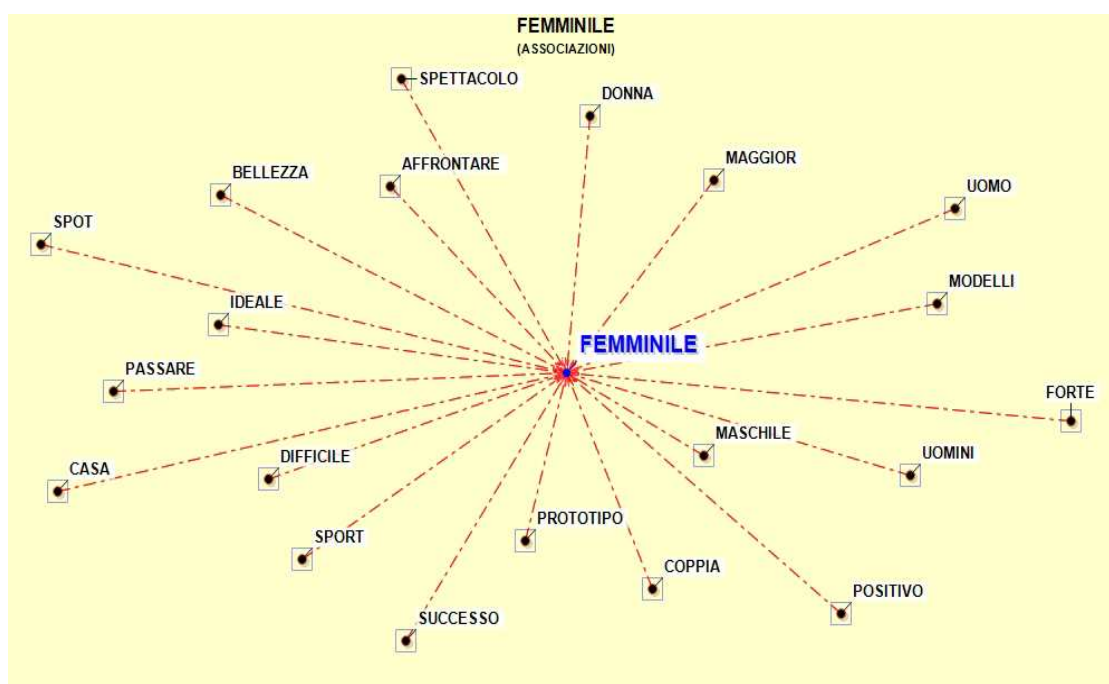 FEMMINILE
(ASSOCIAZIONI)
SPETTACOLO
DONNA
AFFRONTARE
MAGGIOR
BELLEZZA
UOMO
SPOT
IDEALE
MODELLI
FEMMINILE
PASSARE
FORTE
MASCHILE
UOMINI
DIFFICILE
CASA
PROTOTIPO
SPORT
COPPIA
POSITIVO
SUCCESSO